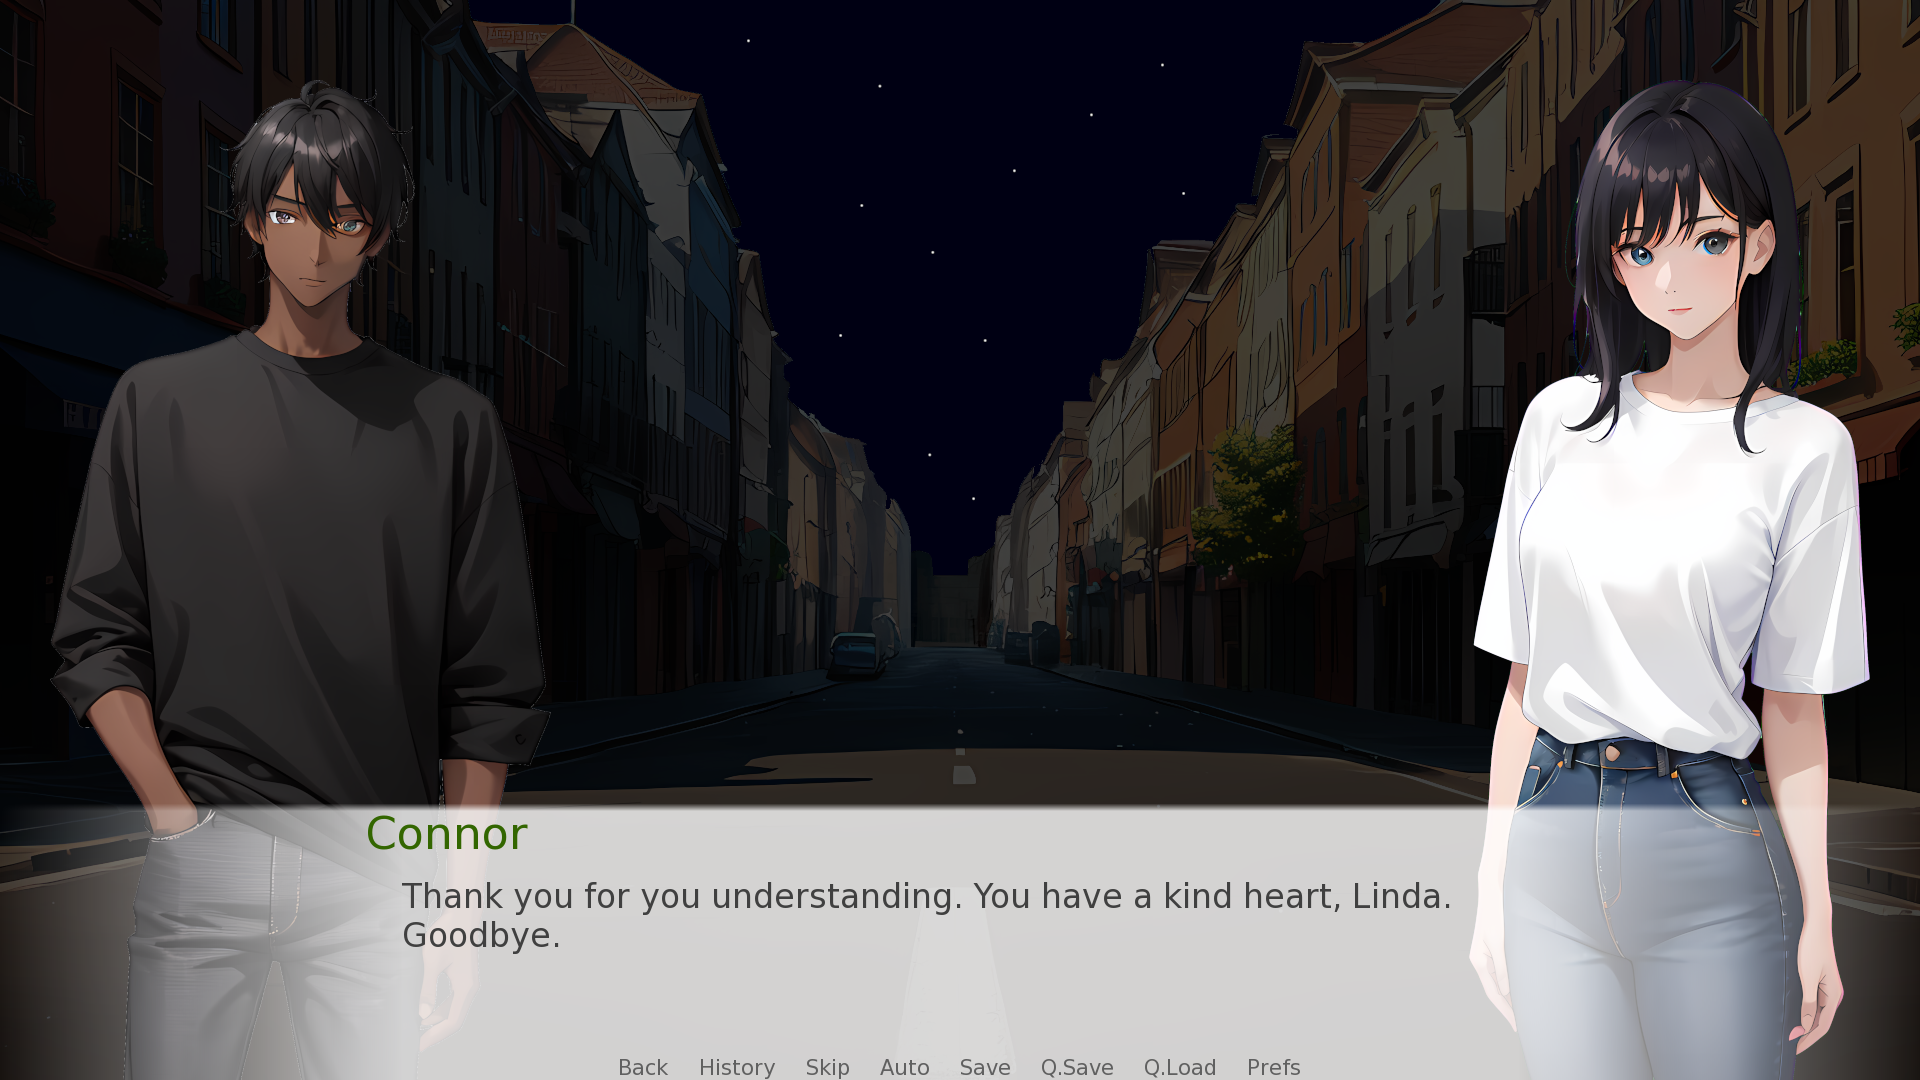 Connor
Thank you for you understanding. You have a kind heart, Linda.
Goodbye.
Back History Skip Auto Save Q.Save Q.Load Prefs